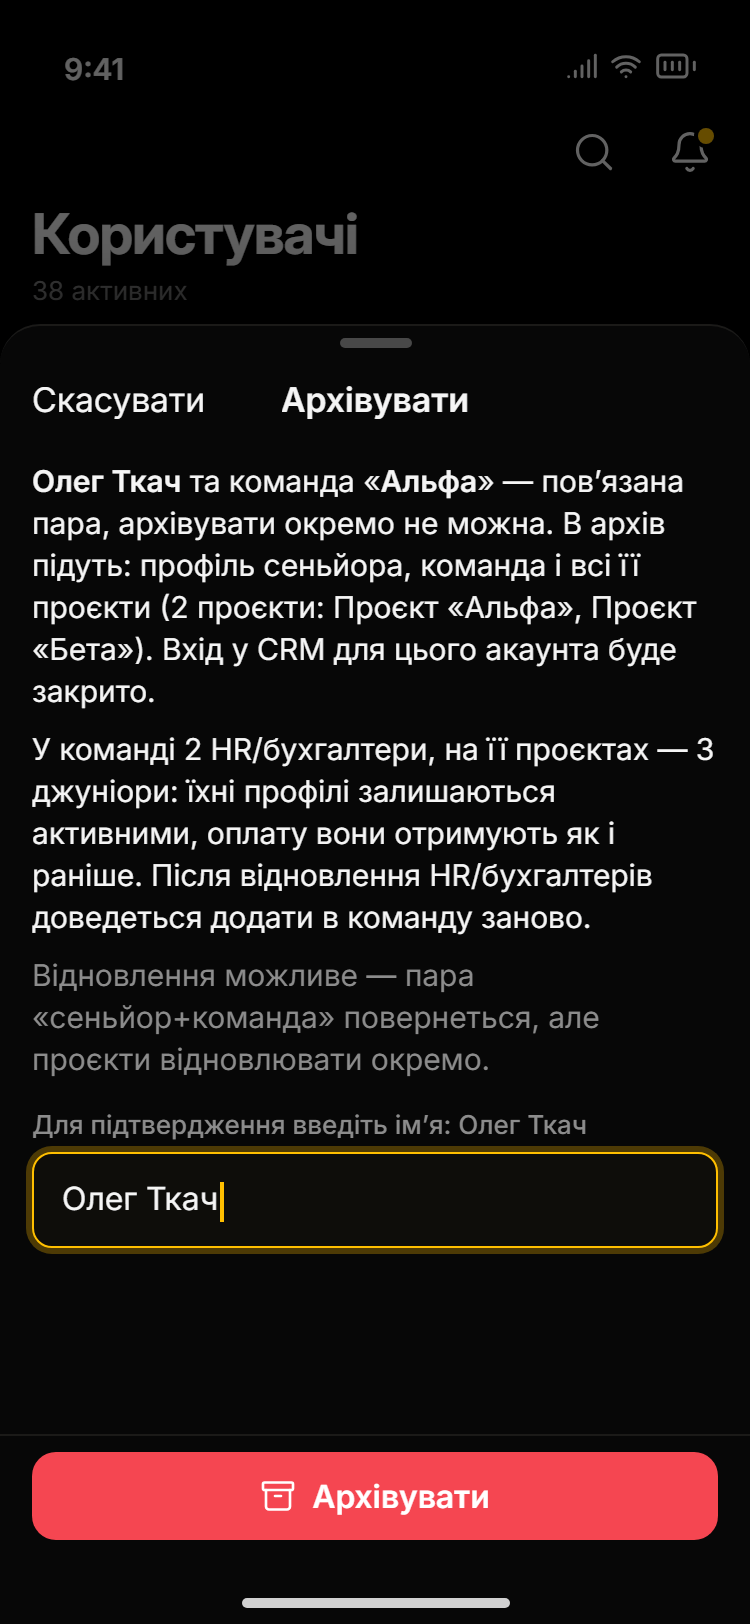 9:41
Користувачі
38 активних
Скасувати
Архівувати
Олег Ткач та команда «Альфа» — пов’язана
пара, архівувати окремо не можна. В архів
підуть: профіль сеньйора, команда і всі її
проєкти (2 проєкти: Проєкт «Альфа», Проєкт
«Бета»). Вхід у CRM для цього акаунта буде
закрито.
У команді 2 HR/бухгалтери, на її проєктах — 3
джуніори: їхні профілі залишаються
активними, оплату вони отримують як і
раніше. Після відновлення HR/бухгалтерів
доведеться додати в команду заново.
Відновлення можливе — пара
«сеньйор+команда» повернеться, але
проєкти відновлювати окремо.
Для підтвердження введіть ім’я: Олег Ткач
Олег Ткач
Архівувати